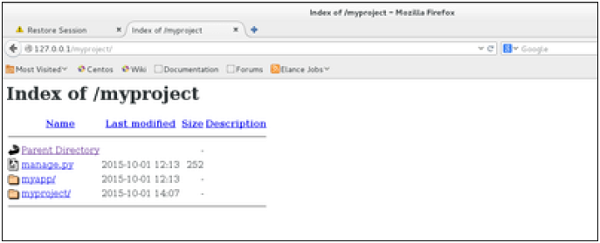 Index of /myproject - Mozilla Firefox
Restore Session × Index of /myproject × +
127.0.0.1/myproject/ Google
Most Visited Centos Wiki Documentation Forums Elance Jobs
Index of /myproject
Name Last modified Size Description
Parent Directory -
manage.py 2015-10-01 12:13 252
myapp/ 2015-10-01 12:13 -
myproject/ 2015-10-01 14:07 -